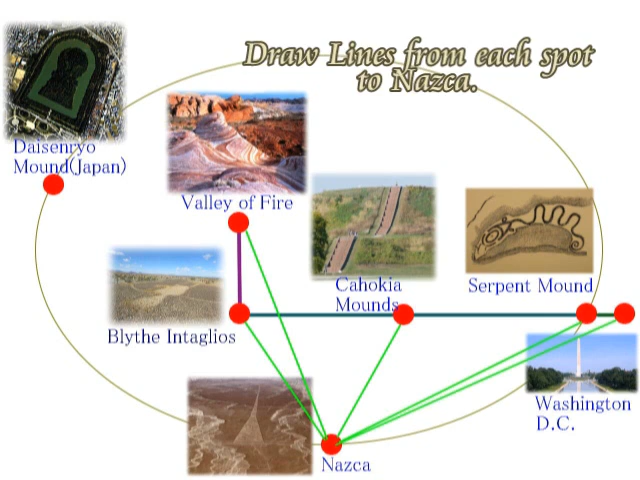 Draw Lines from each spot
to Nazca.
Daisenryo
Mound(Japan)
Valley of Fire
Cahokia
Mounds
Serpent Mound
Blythe Intaglios
Washington
D.C.
Nazca